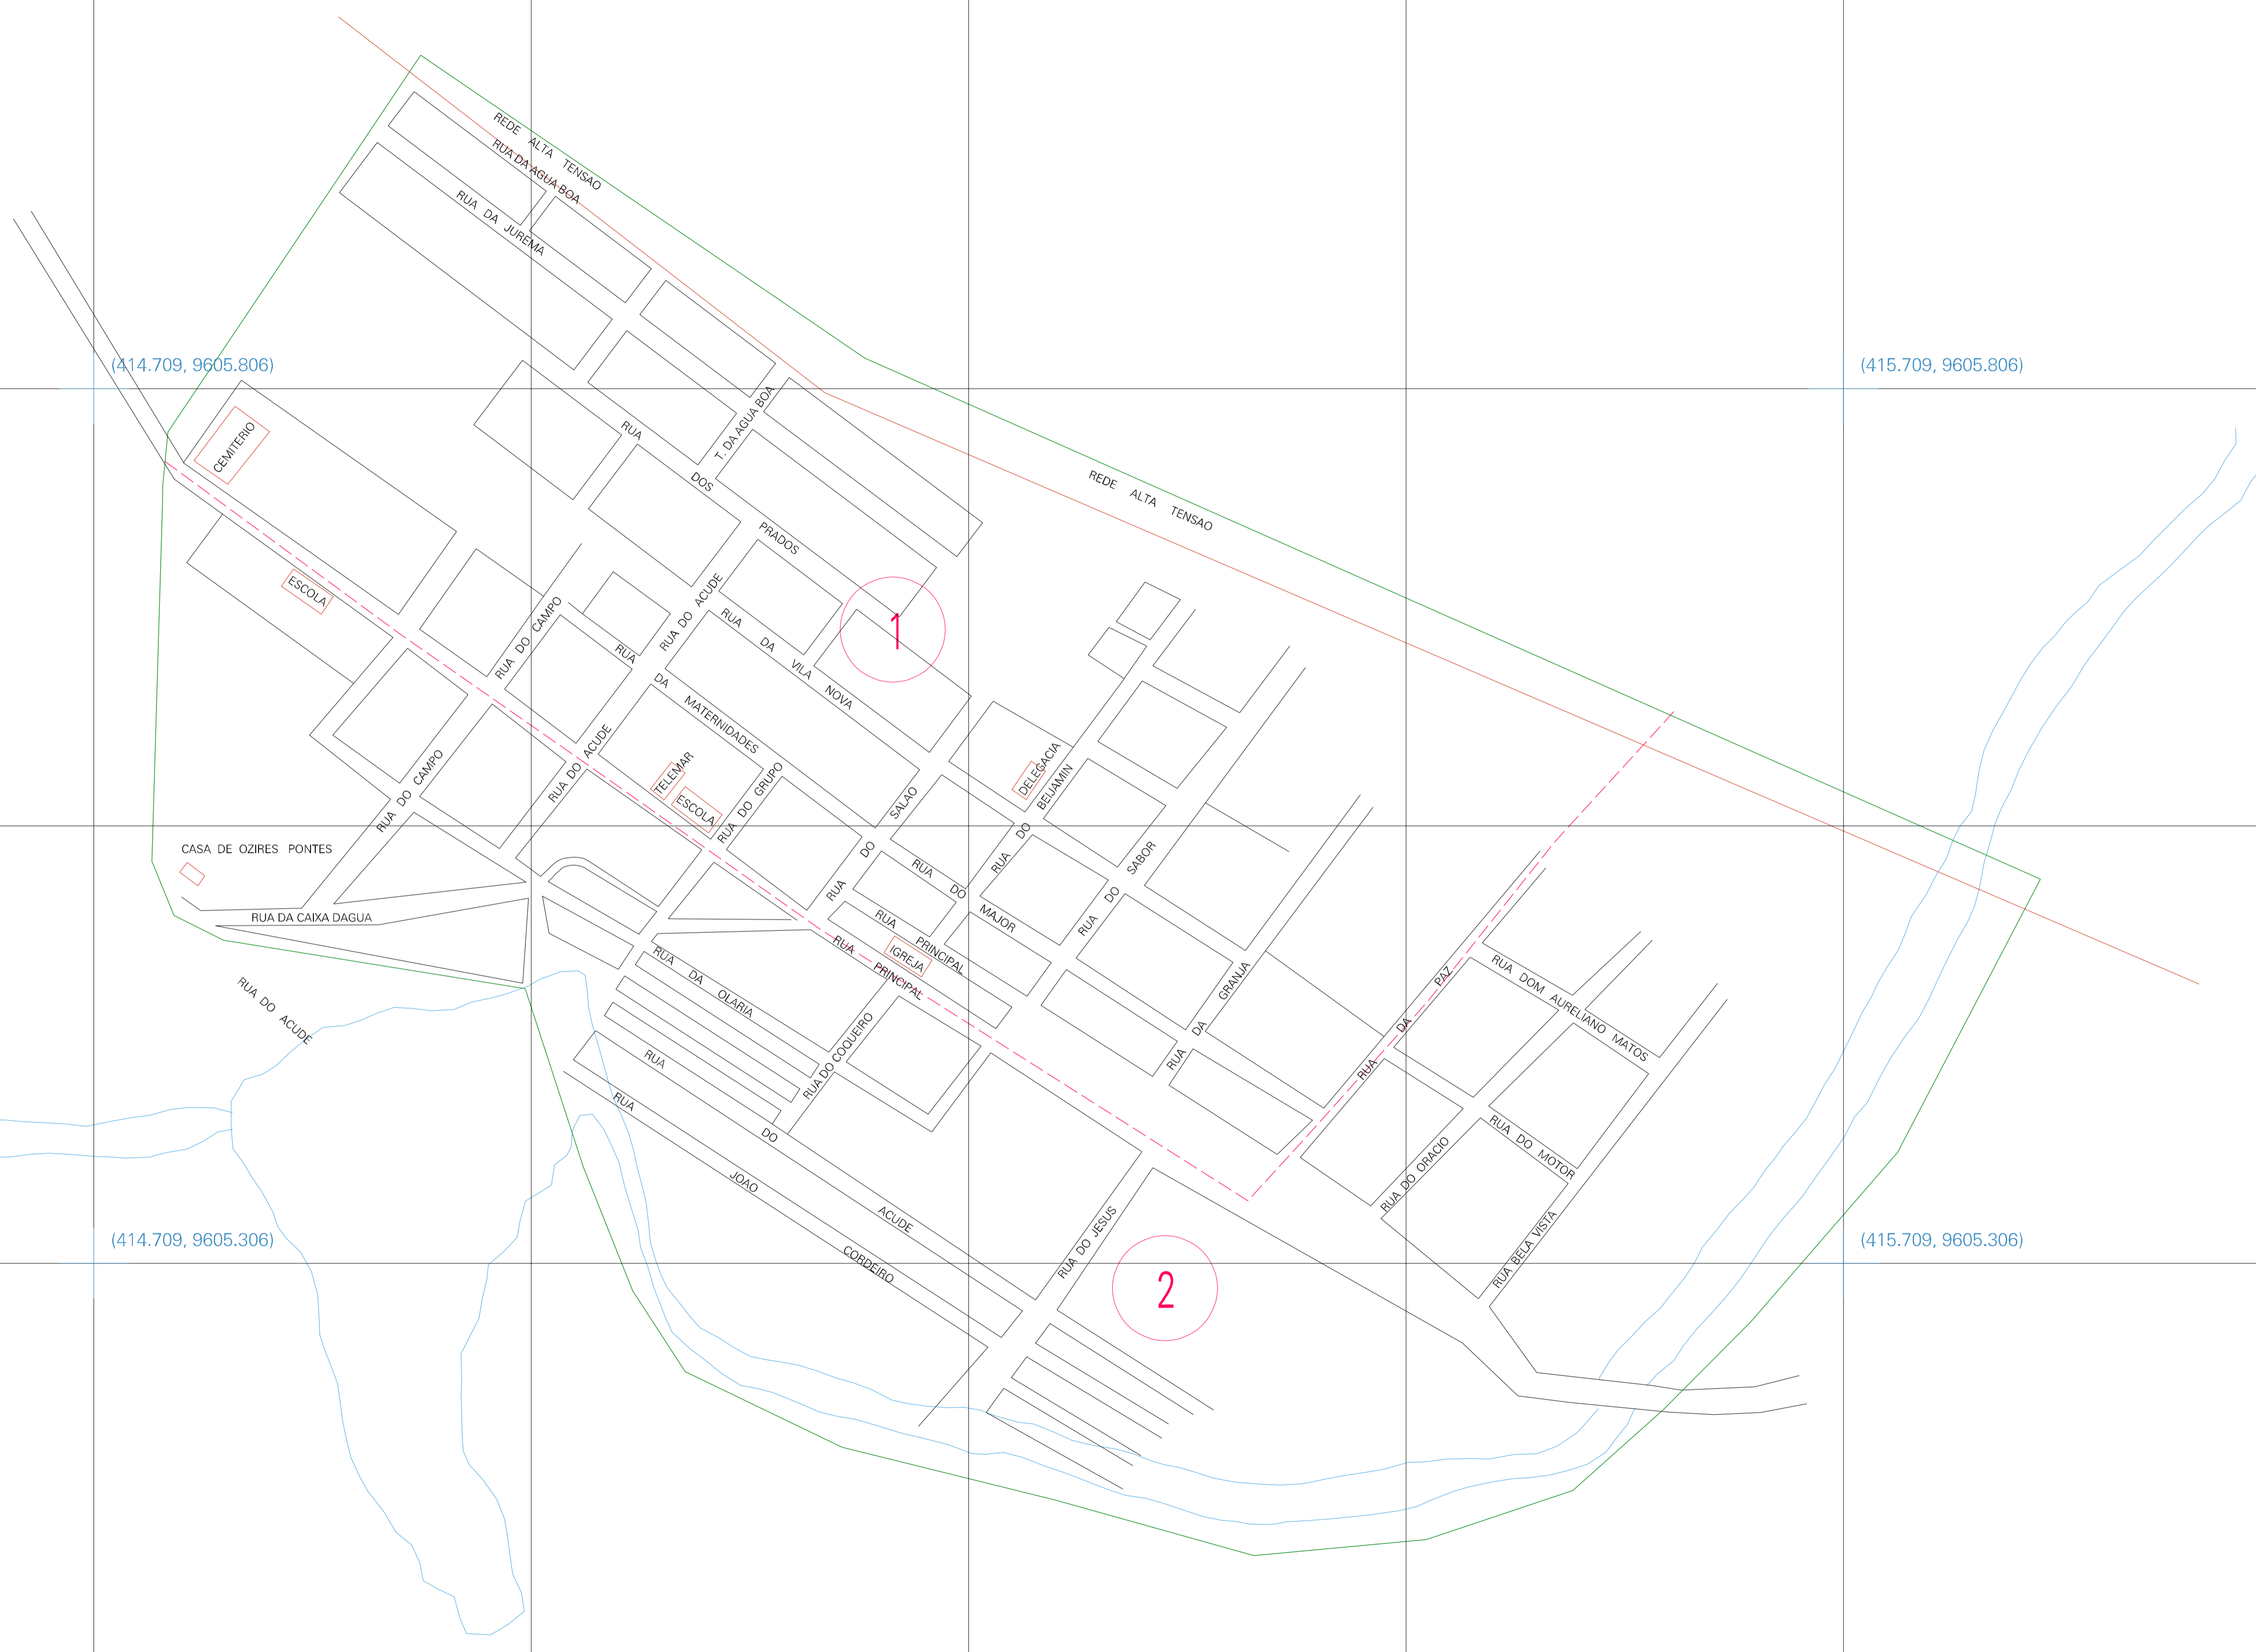 REDE ALTA TENSAO
RUA DA AGUA BOA
RUA DA JUREMA
(414.709, 9605.806)
(415.709, 9605.806)
T. DA AGUA BOA
RUA DOS PRADOS
CEMITERIO
REDE ALTA TENSAO
ESCOLA
RUA DO CAMPO
RUA DO ACUDE
RUA DA VILA NOVA
1
RUA DA MATERNIDADES
RUA DO ACUDE
TELEMAR
ESCOLA
RUA DO GRUPO
RUA DO CAMPO
DELEGACIA
RUA DO BEIJAMIN
RUA DO SALAO
CASA DE OZIRES PONTES
RUA DO MAJOR
RUA DO SABOR
RUA DA CAIXA DAGUA
RUA PRINCIPAL
IGREJA
RUA PRINCIPAL
RUA DA OLARIA
RUA DA GRANJA
RUA DA PAZ
RUA DOM AURELIANO MATOS
RUA DO ACUDE
RUA DO COQUEIRO
RUA DO ACUDE
RUA JOAO CORDEIRO
RUA DO MOTOR
RUA DO ORACIO
RUA DO JESUS
RUA BELA VISTA
(414.709, 9605.306)
(415.709, 9605.306)
2